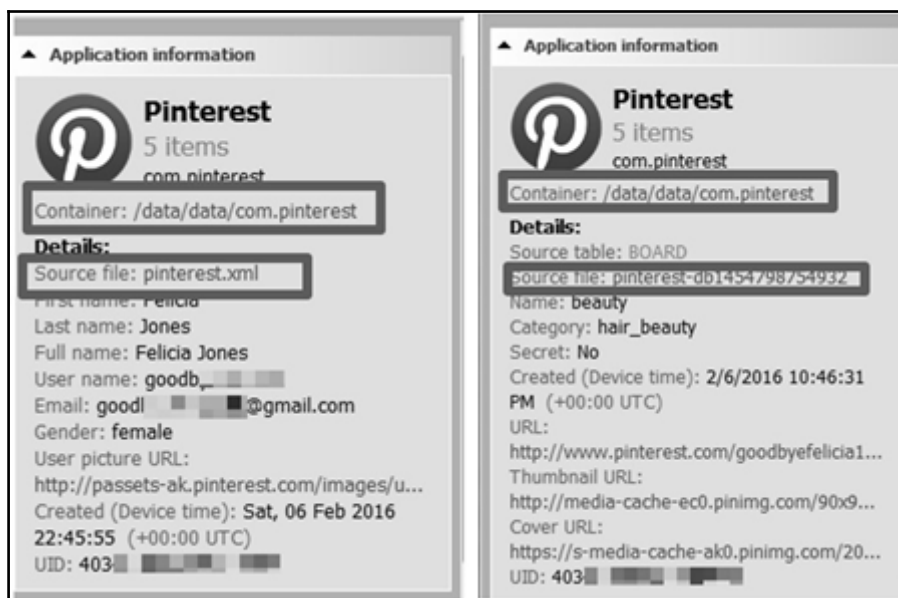 Application information
Pinterest
5 items
com.pinterest
Container: /data/data/com.pinterest
Details:
Source file: pinterest.xml
First name: Felicia
Last name: Jones
Full name: Felicia Jones
User name: goodb
Email: goodl @gmail.com
Gender: female
User picture URL:
http://passets-ak.pinterest.com/images/u...
Created (Device time): Sat, 06 Feb 2016
22:45:55 (+00:00 UTC)
UID: 403
Application information
Pinterest
5 items
com.pinterest
Container: /data/data/com.pinterest
Details:
Source table: BOARD
Source file: pinterest-db1454798754932
Name: beauty
Category: hair_beauty
Secret: No
Created (Device time): 2/6/2016 10:46:31
PM (+00:00 UTC)
URL:
http://www.pinterest.com/goodbyefelicia1...
Thumbnail URL:
http://media-cache-ec0.pinimg.com/90x9...
Cover URL:
https://s-media-cache-ak0.pinimg.com/20...
UID: 403